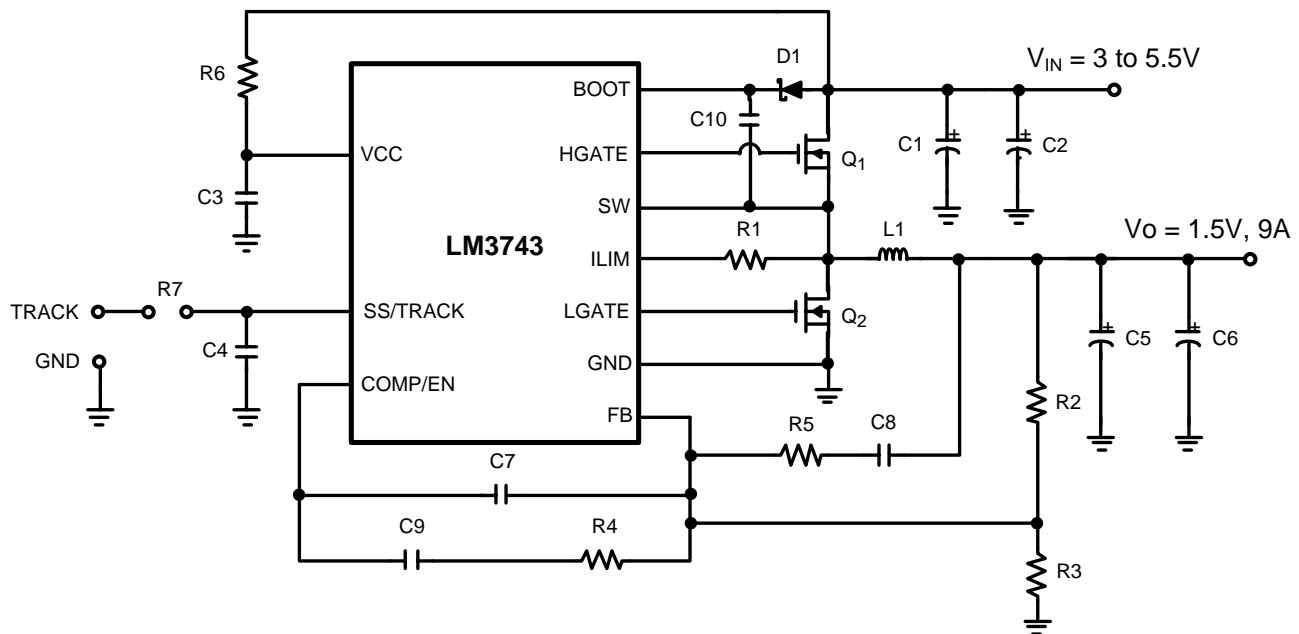 D1
V_IN = 3 to 5.5V
R6
BOOT
C10
C1
C2
VCC
HGATE
Q1
C3
SW
R1
L1
Vo = 1.5V, 9A
LM3743
ILIM
R7
TRACK
SS/TRACK
LGATE
Q2
C5
C6
GND
C4
GND
COMP/EN
R2
FB
R5
C8
C7
C9
R4
R3